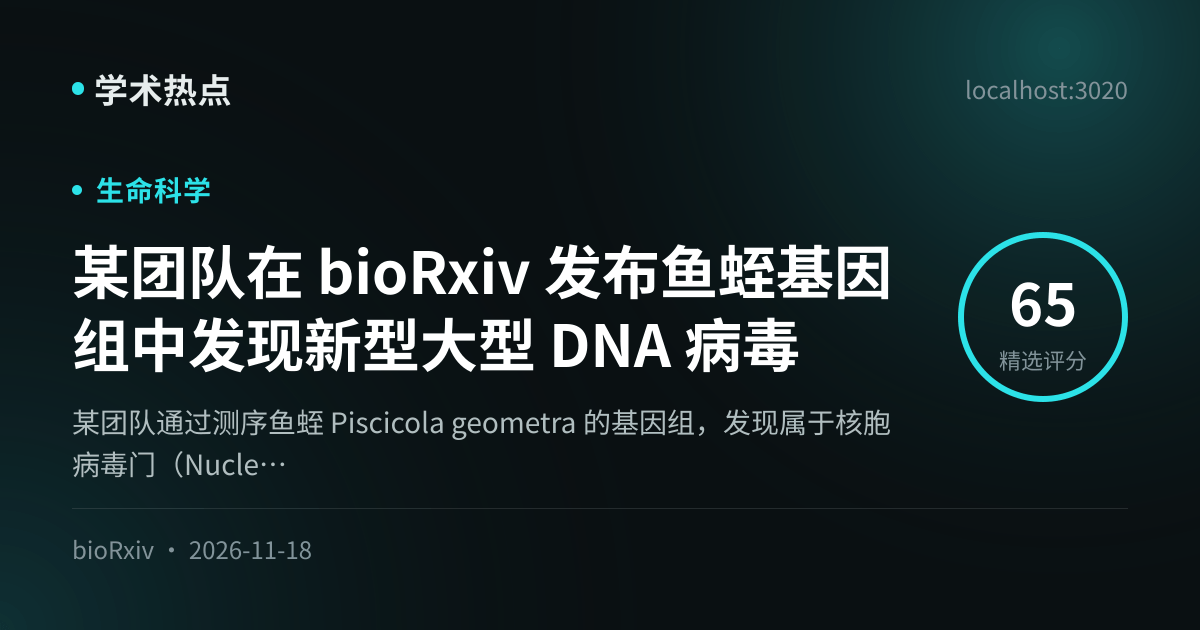 学术热点
localhost:3020
生命科学
某团队在 bioRxiv 发布鱼蛭基因
组中发现新型大型 DNA 病毒
65
精选评分
某团队通过测序鱼蛭 Piscicola geometra 的基因组，发现属于核胞
病毒门（Nucle…
bioRxiv · 2026-11-18